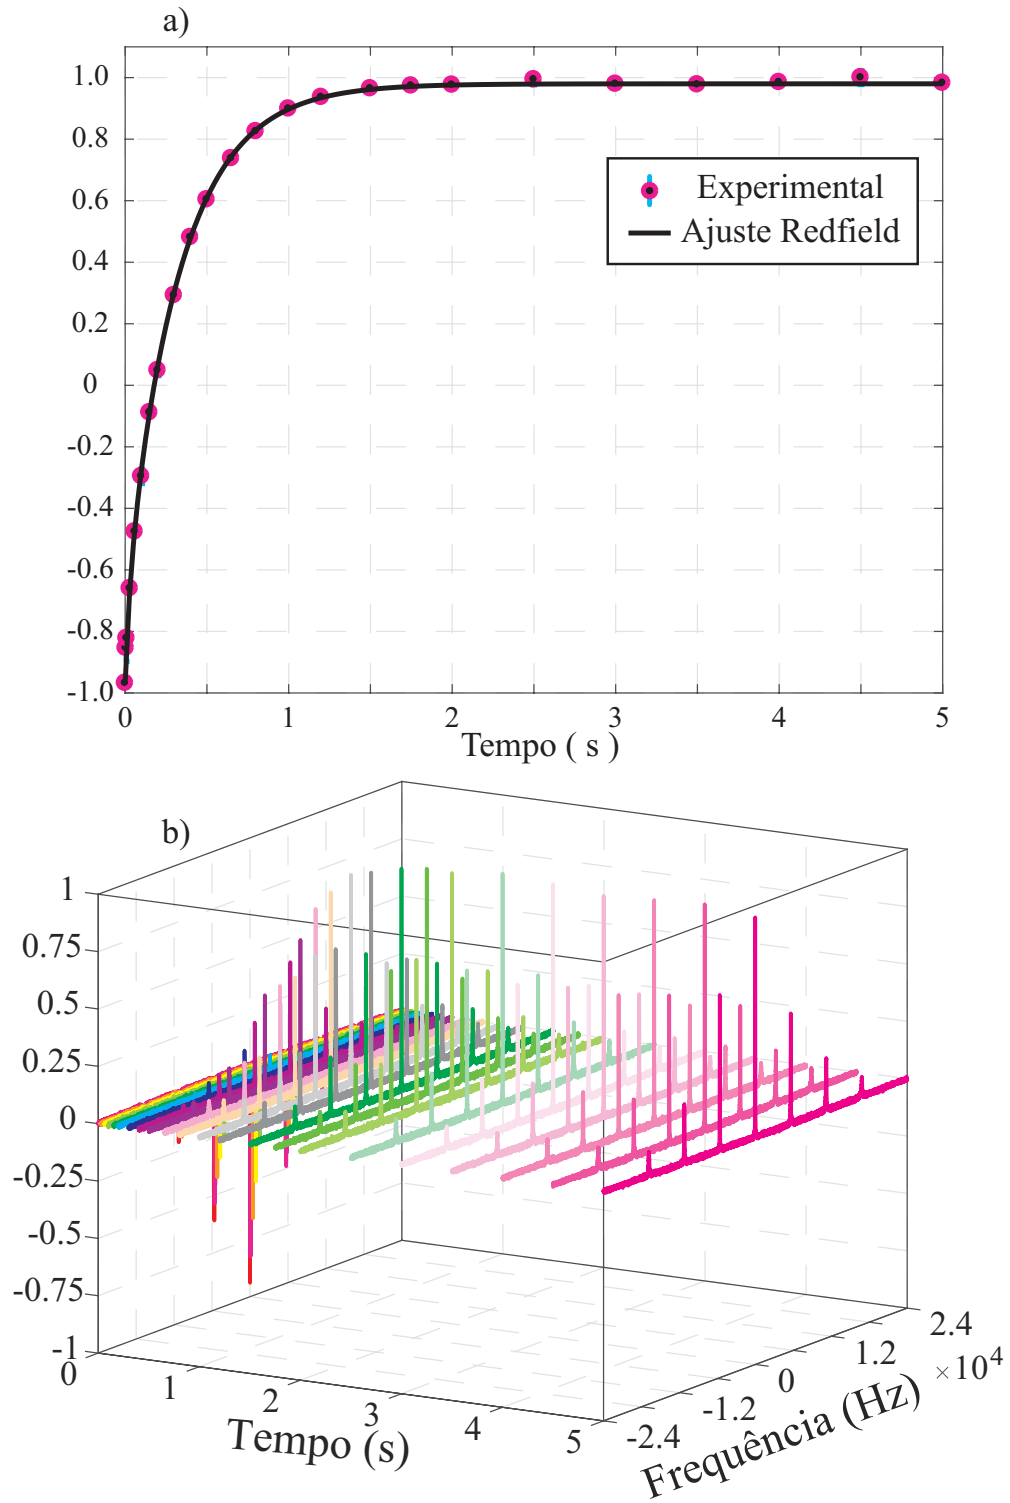 a)
1.0
0.8
0.6
0.4
0.2
0
-0.2
-0.4
-0.6
-0.8
-1.0
Experimental
Ajuste Redfield
0 1 2 3 4 5
Tempo ( s )
b)
1
0.75
0.5
0.25
0
-0.25
-0.5
-0.75
-1
0 1 2 3 4 5
Tempo (s)
-2.4 -1.2 0 1.2 2.4
×10⁴
Frequência (Hz)